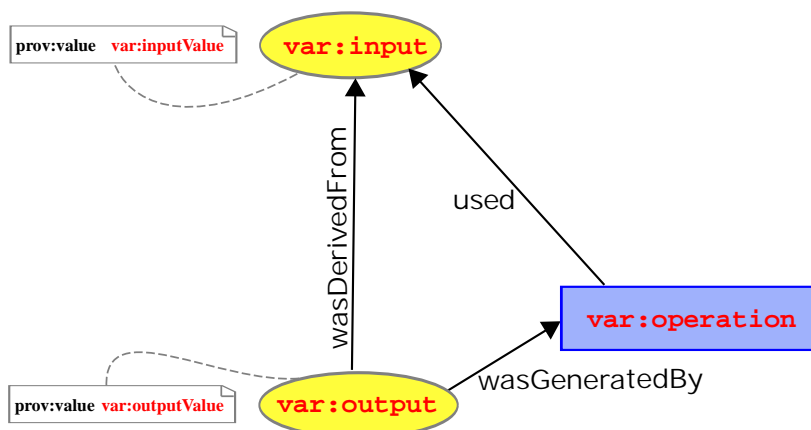 prov:value var:inputValue
var:input
wasDerivedFrom
used
var:operation
wasGeneratedBy
prov:value var:outputValue
var:output